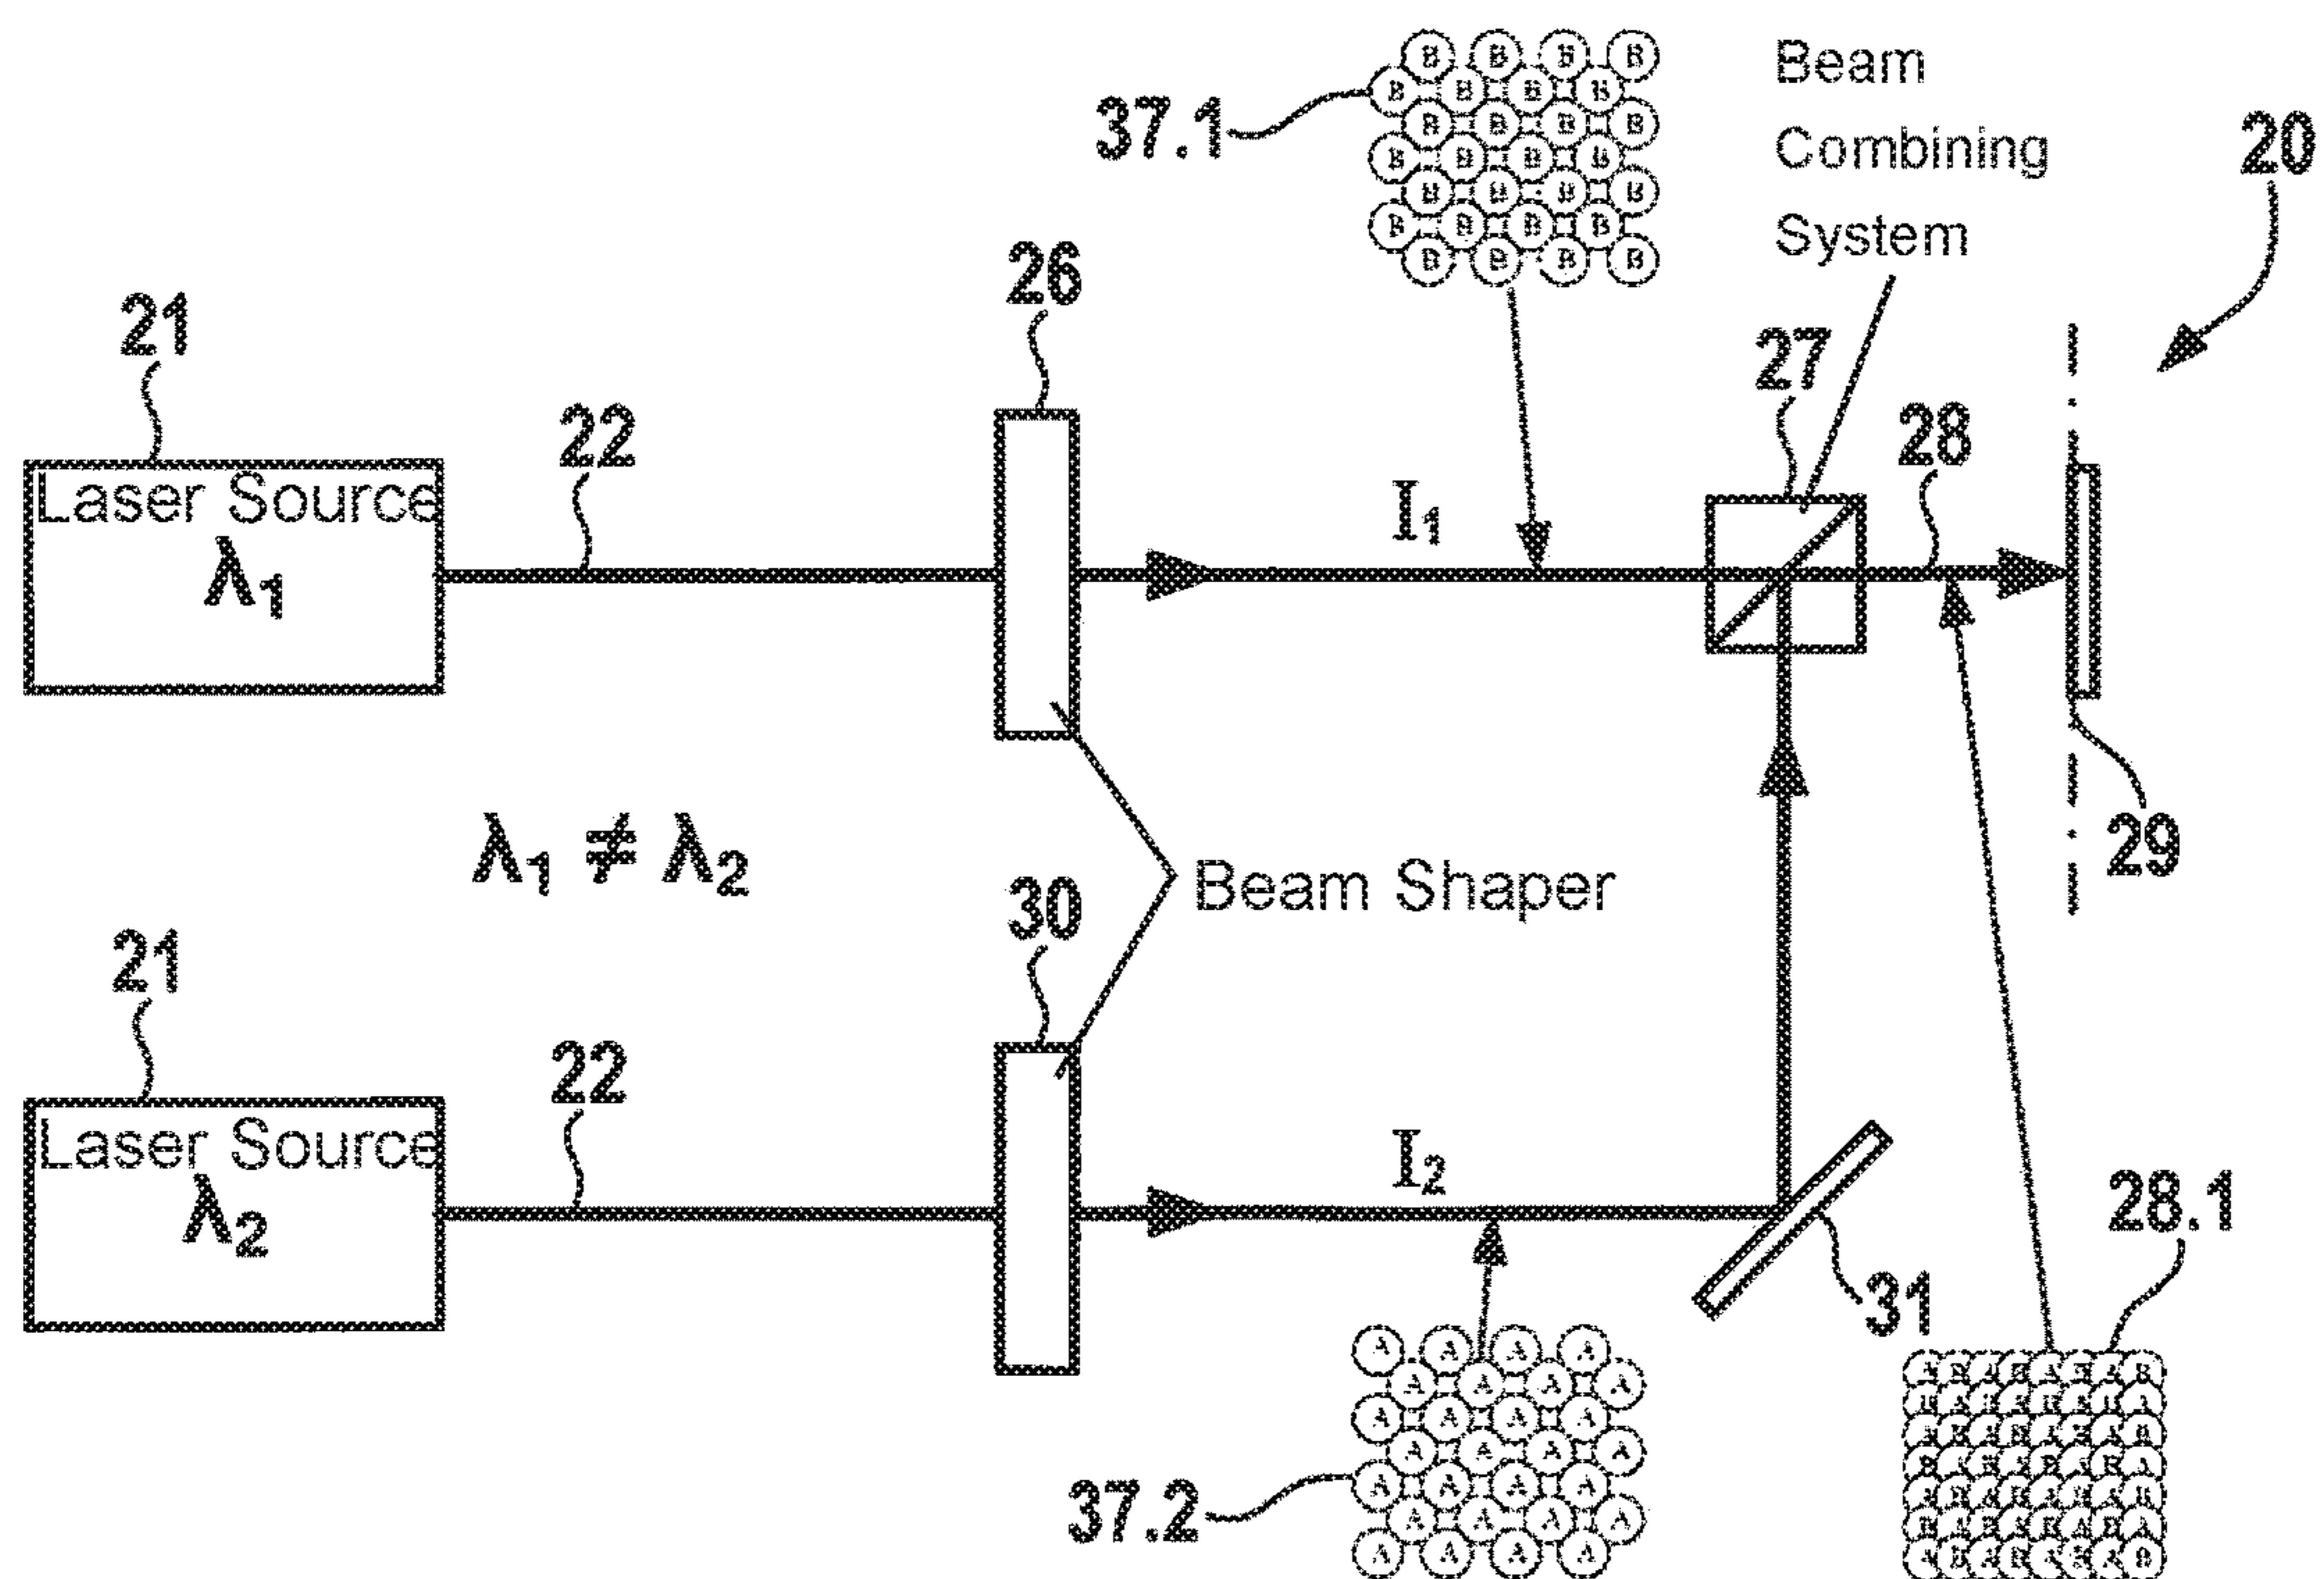 Beam
Combining
System
37.1
20
B B B B
B B B B
B B B B
B B B B
B B B B
B B B B
B B B B
26
27
21
22
28
Laser Source
λ1
I1
λ1 ≠ λ2
Beam Shaper
29
30
21
22
Laser Source
λ2
I2
28.1
31
A A A A
A A A A
A A A A
A A A A
A A A A
A A A A
A A A A
37.2